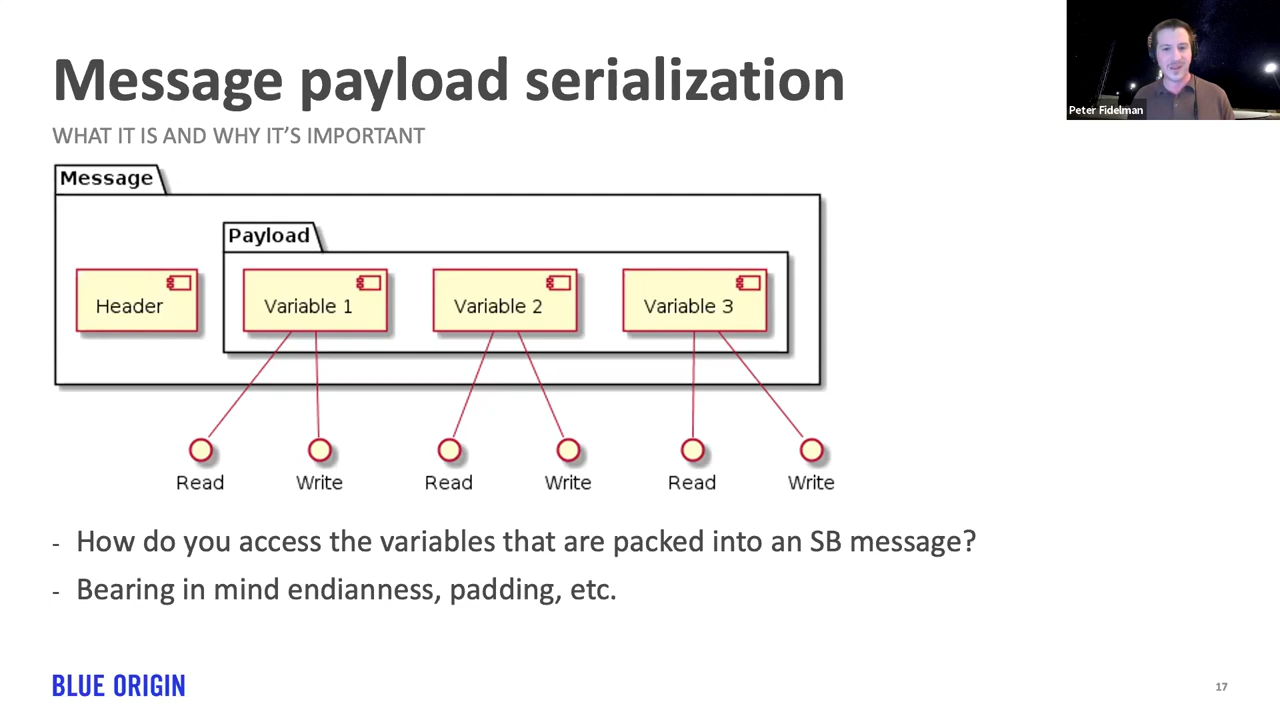 Message payload serialization
Peter Fidelman
WHAT IT IS AND WHY IT’S IMPORTANT
Message
Payload
Header
Variable 1
Variable 2
Variable 3
Read
Write
Read
Write
Read
Write
- How do you access the variables that are packed into an SB message?
- Bearing in mind endianness, padding, etc.
BLUE ORIGIN
17